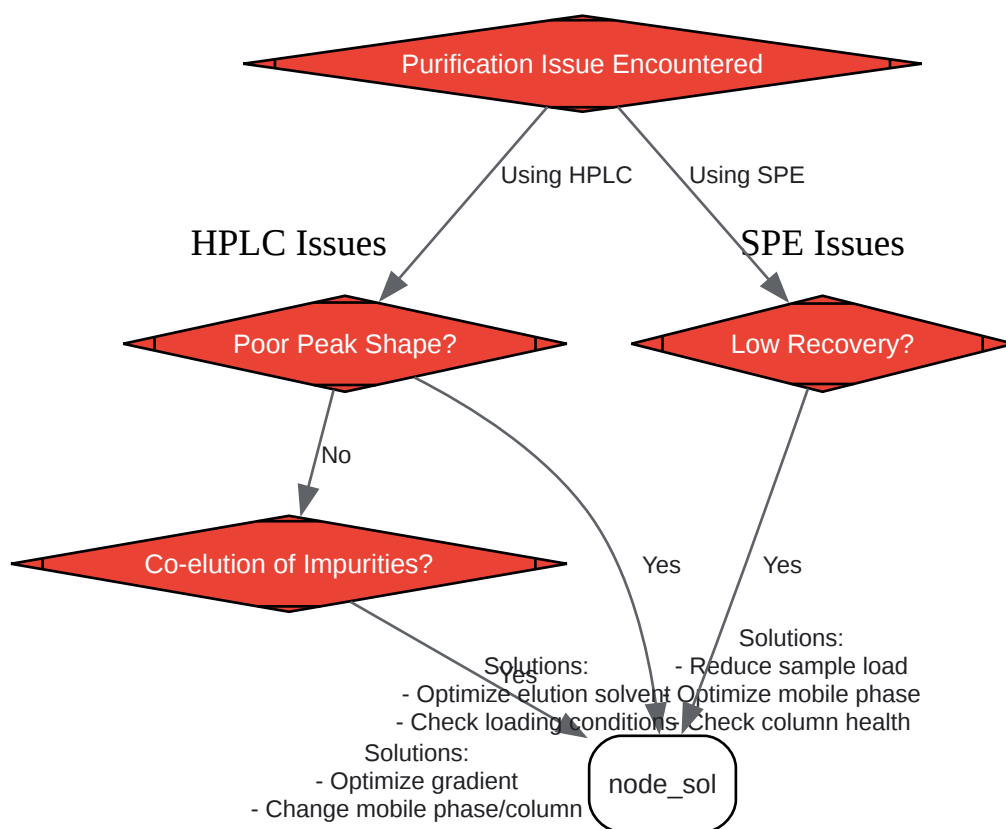 Purification Issue Encountered
Using HPLC
Using SPE
HPLC Issues
SPE Issues
Poor Peak Shape?
Low Recovery?
No
Co-elution of Impurities?
Yes
Yes
Yes
Solutions:
- Reduce sample load
- Optimize mobile phase
- Check column health
Solutions:
- Optimize elution solvent
- Check loading conditions
Solutions:
- Optimize gradient
- Change mobile phase/column
node_sol